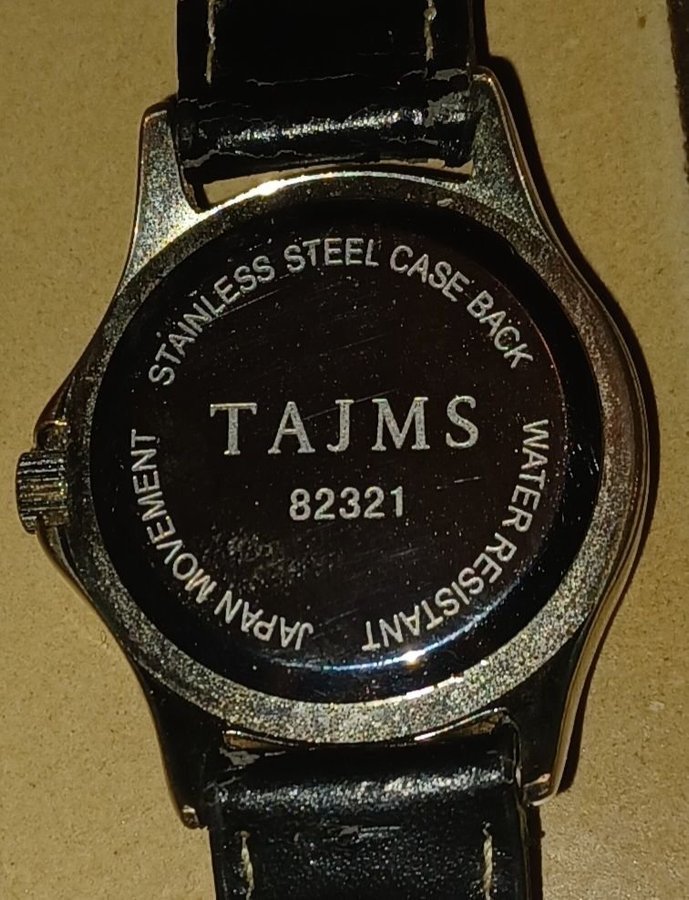 STAINLESS STEEL CASE BACK
TAJMS
82321
WATER RESISTANT
JAPAN MOVEMENT